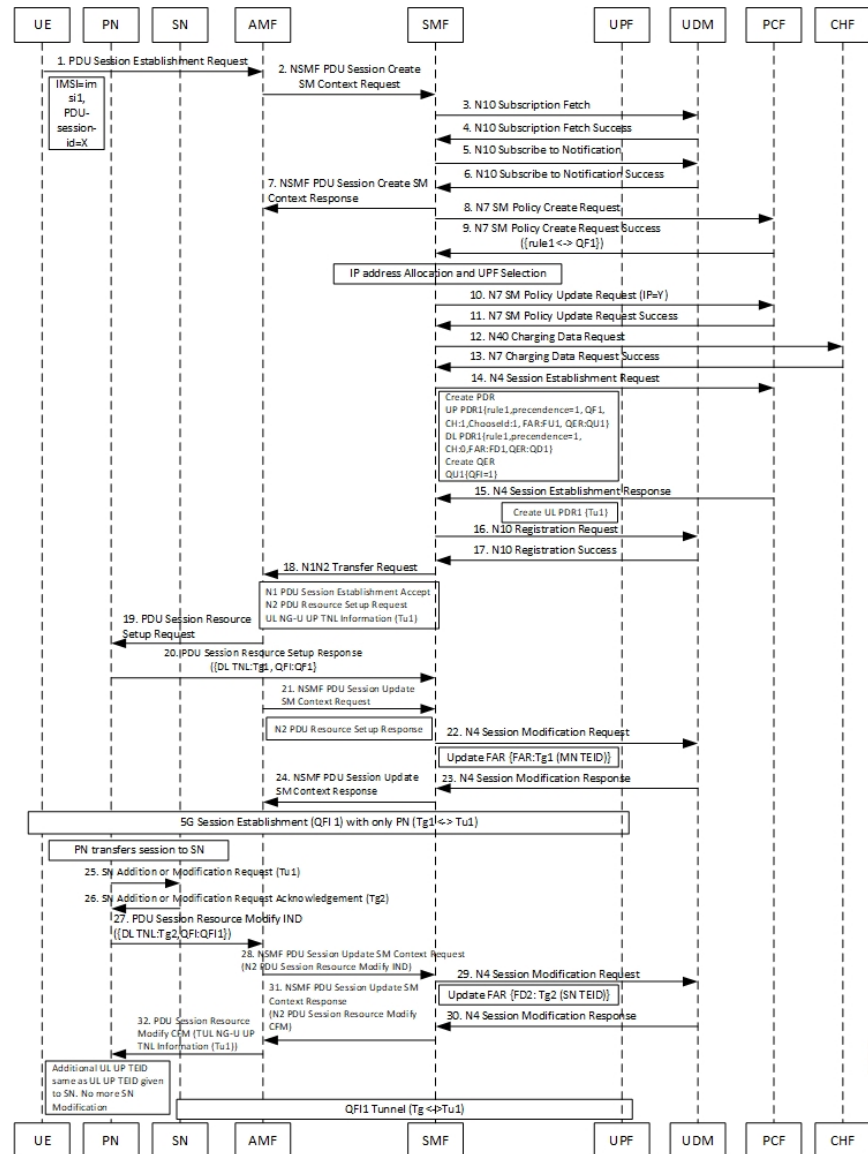 UE PN SN AMF SMF UPF UDM PCF CHF
1. PDU Session Establishment Request
IMSI=im
si1,
PDU-
session-
id=X
2. NSMF PDU Session Create
SM Context Request
3. N10 Subscription Fetch
4. N10 Subscription Fetch Success
5. N10 Subscribe to Notification
6. N10 Subscribe to Notification Success
7. NSMF PDU Session Create SM
Context Response
8. N7 SM Policy Create Request
9. N7 SM Policy Create Request Success
({rule1<-> QF1})
IP address Allocation and UPF Selection
10. N7 SM Policy Update Request (IP=Y)
11. N7 SM Policy Update Request Success
12. N40 Charging Data Request
13. N7 Charging Data Request Success
14. N4 Session Establishment Request
Create PDR
UP PDR1{rule1,precendence=1, QF1,
CH:1,ChooseId:1, FAR:FU1, QER:QU1}
DL PDR1{rule1,precedence=1,
CH:0,FAR:FD1,QER:QD1}
Create QER
QU1{QFI=1}
15. N4 Session Establishment Response
Create UL PDR1 {Tu1}
16. N10 Registration Request
17. N10 Registration Success
18. N1N2 Transfer Request
N1 PDU Session Establishment Accept
N2 PDU Resource Setup Request
UL NG-U UP TNL Information (Tu1)
19. PDU Session Resource
Setup Request
20. PDU Session Resource Setup Response
({DL TNL:Tg1, QFI:QF1}
21. NSMF PDU Session Update
SM Context Request
N2 PDU Resource Setup Response
22. N4 Session Modification Request
Update FAR {FAR:Tg1 (MN TEID)}
24. NSMF PDU Session Update
SM Context Response
23. N4 Session Modification Response
5G Session Establishment (QFI 1) with only PN (Tg1 <-> Tu1)
PN transfers session to SN
25. SN Addition or Modification Request (Tu1)
26. SN Addition or Modification Request Acknowledgement (Tg2)
27. PDU Session Resource Modify IND
({DL TNL:Tg2,QFI:QFI1})
28. NSMF PDU Session Update SM Context Request
(N2 PDU Session Resource Modify IND)
29. N4 Session Modification Request
Update FAR {FD2: Tg2 (SN TEID)}
31. NSMF PDU Session Update SM
Context Response
(N2 PDU Session Resource Modify
CFM)
30. N4 Session Modification Response
32. PDU Session Resource
Modify CFM (TUL NG-U UP
TNL Information (Tu1))
Additional UL UP TEID
same as UL UP TEID given
to SN. No more SN
Modification
QFI1 Tunnel (Tg <->Tu1)
UE PN SN AMF SMF UPF UDM PCF CHF